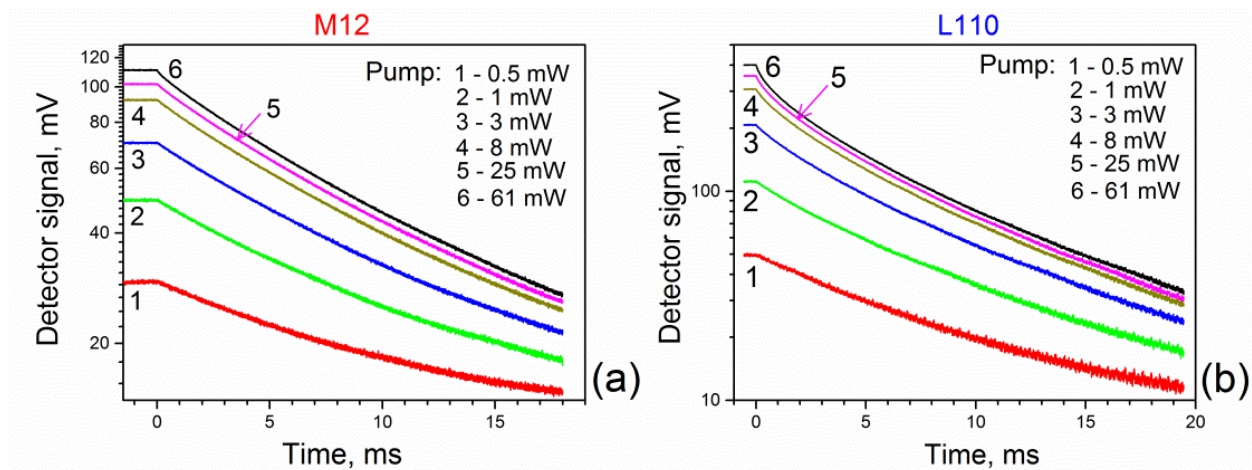 M12
L110
Detector signal, mV
120
100
80
60
40
20
0
5
10
15
Time, ms
6
5
4
3
2
1
Pump: 1 - 0.5 mW
2 - 1 mW
3 - 3 mW
4 - 8 mW
5 - 25 mW
6 - 61 mW
(a)
Detector signal, mV
100
10
0
5
10
15
20
Time, ms
6
5
4
3
2
1
Pump: 1 - 0.5 mW
2 - 1 mW
3 - 3 mW
4 - 8 mW
5 - 25 mW
6 - 61 mW
(b)